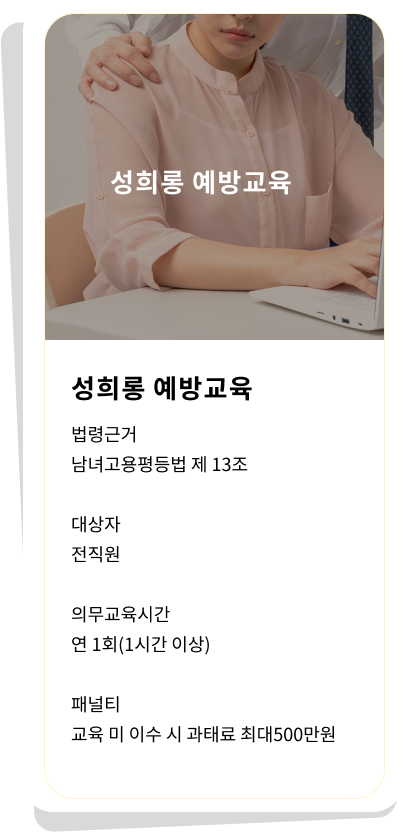 성희롱 예방교육
성희롱 예방교육
법령근거
남녀고용평등법 제 13조
대상자
전직원
의무교육시간
연 1회(1시간 이상)
패널티
교육 미 이수 시 과태료 최대500만원